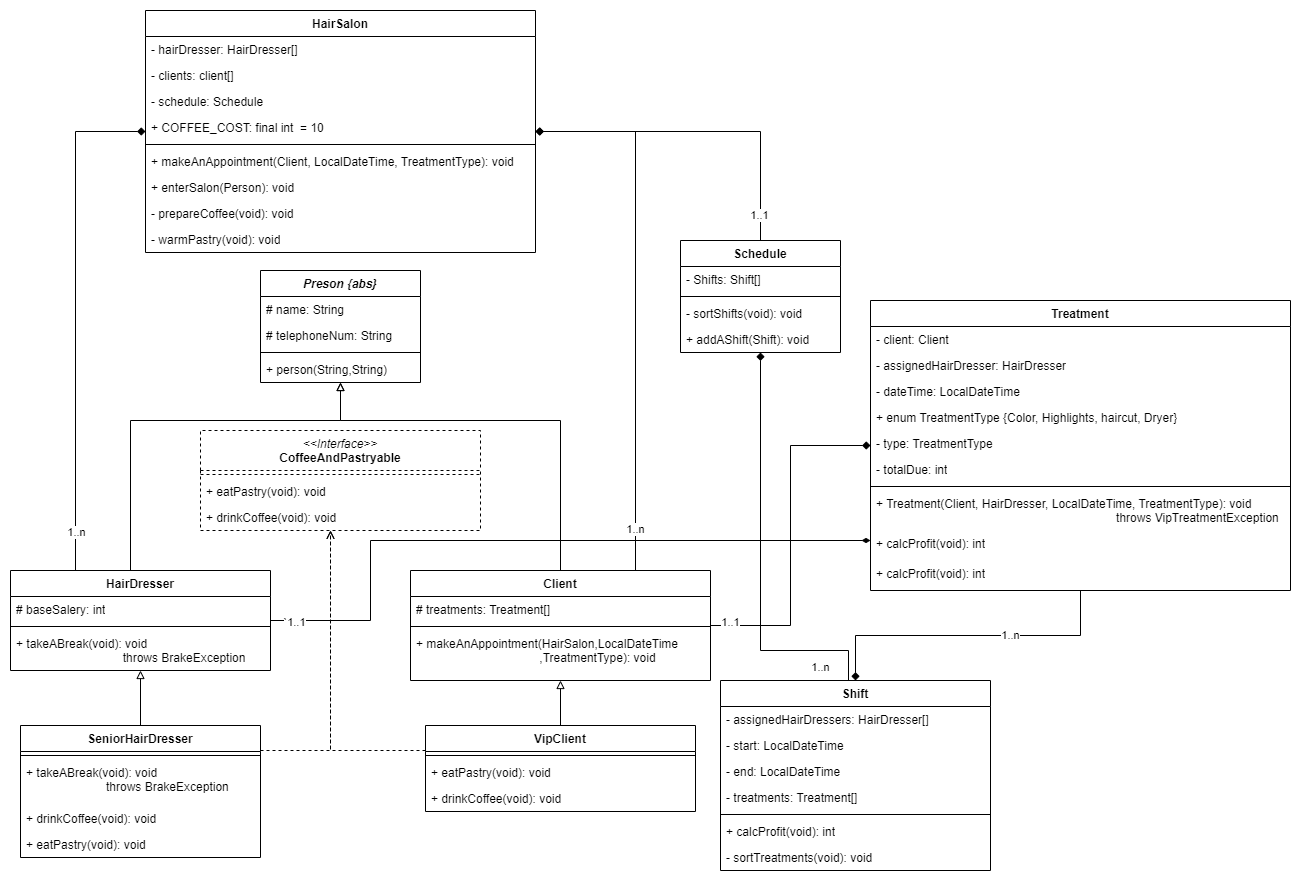 HairSalon
- hairDresser: HairDresser[]
- clients: client[]
- schedule: Schedule
+ COFFEE_COST: final int = 10
+ makeAnAppointment(Client, LocalDateTime, TreatmentType): void
+ enterSalon(Person): void
- prepareCoffee(void): void
- warmPastry(void): void
1..1
Schedule
- Shifts: Shift[]
- sortShifts(void): void
+ addAShift(Shift): void
Preson {abs}
# name: String
# telephoneNum: String
+ person(String,String)
Treatment
- client: Client
- assignedHairDresser: HairDresser
- dateTime: LocalDateTime
+ enum TreatmentType {Color, Highlights, haircut, Dryer}
- type: TreatmentType
- totalDue: int
+ Treatment(Client, HairDresser, LocalDateTime, TreatmentType): void
throws VipTreatmentException
+ calcProfit(void): int
+ calcProfit(void): int
<<Interface>>
CoffeeAndPastryable
+ eatPastry(void): void
+ drinkCoffee(void): void
1..n
1..n
HairDresser
# baseSalery: int
+ takeABreak(void): void
throws BrakeException
`1..1
Client
# treatments: Treatment[]
+ makeAnAppointment(HairSalon,LocalDateTime
,TreatmentType): void
1..1
1..n
1..n
SeniorHairDresser
+ takeABreak(void): void
throws BrakeException
+ drinkCoffee(void): void
+ eatPastry(void): void
VipClient
+ eatPastry(void): void
+ drinkCoffee(void): void
Shift
- assignedHairDressers: HairDresser[]
- start: LocalDateTime
- end: LocalDateTime
- treatments: Treatment[]
+ calcProfit(void): int
- sortTreatments(void): void